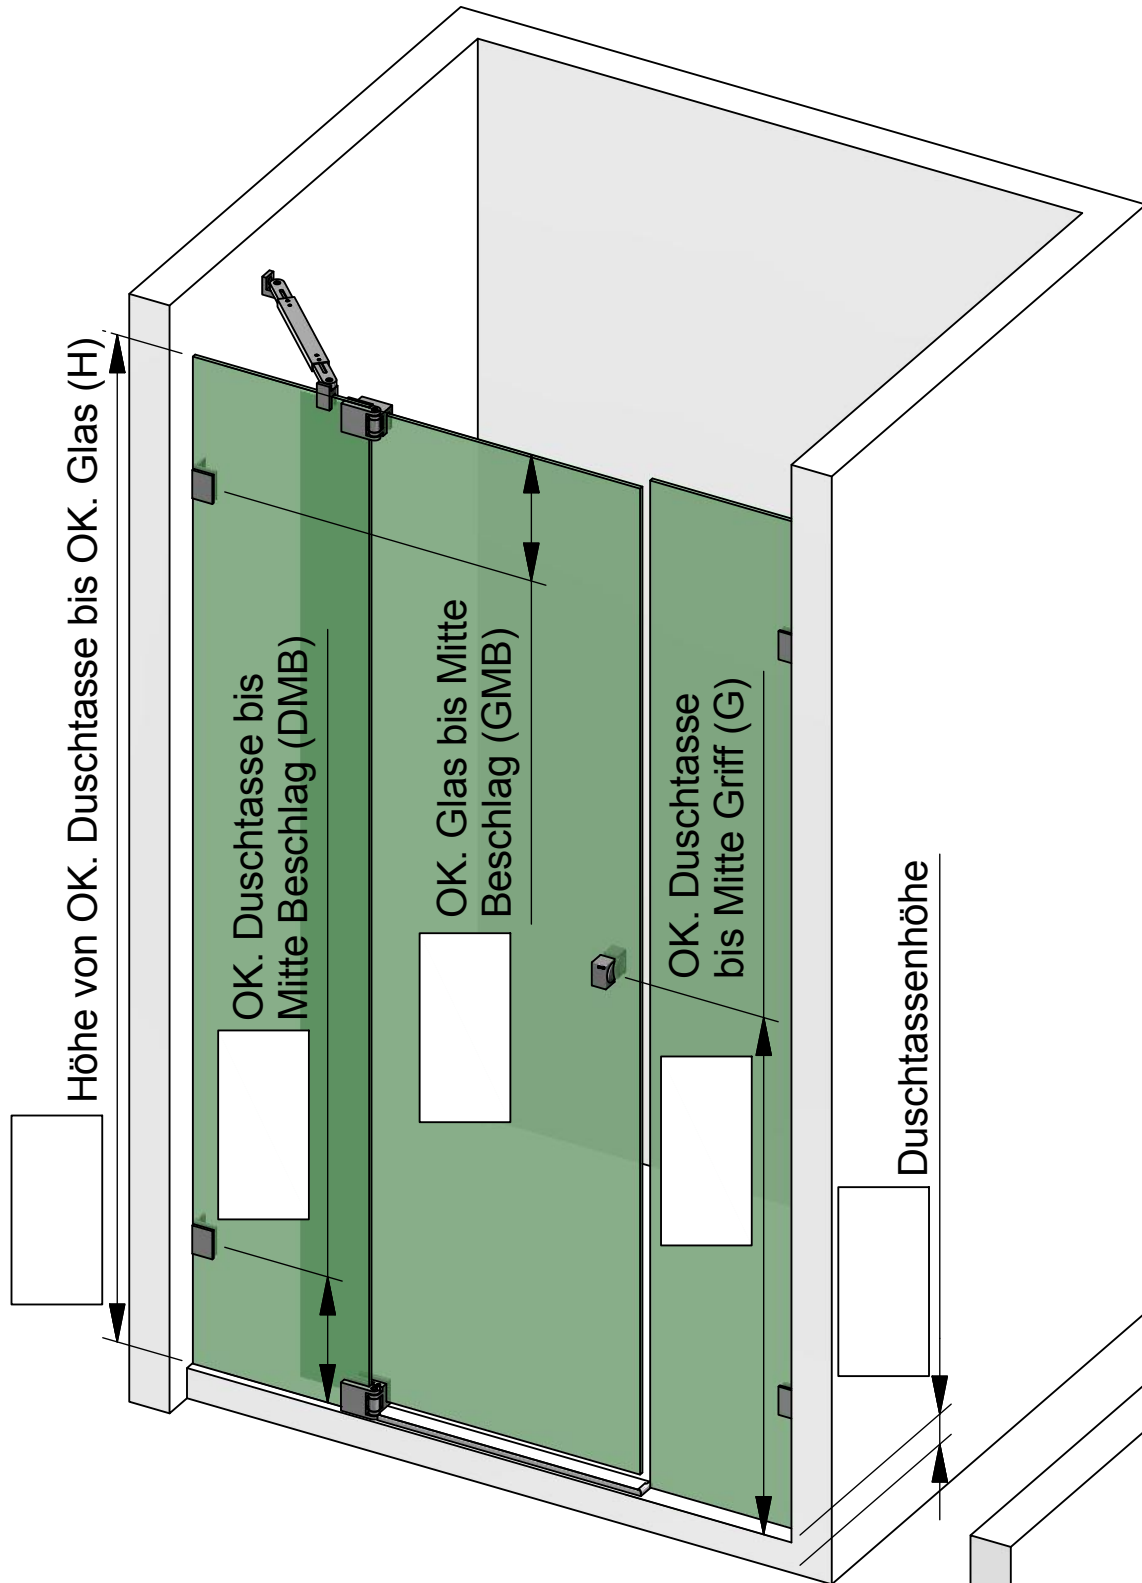 Höhe von OK. Duschtasse bis OK. Glas (H)
OK. Duschtasse bis
Mitte Beschlag (DMB)
OK. Glas bis Mitte
Beschlag (GMB)
OK. Duschtasse
bis Mitte Griff (G)
Duschtassenhöhe